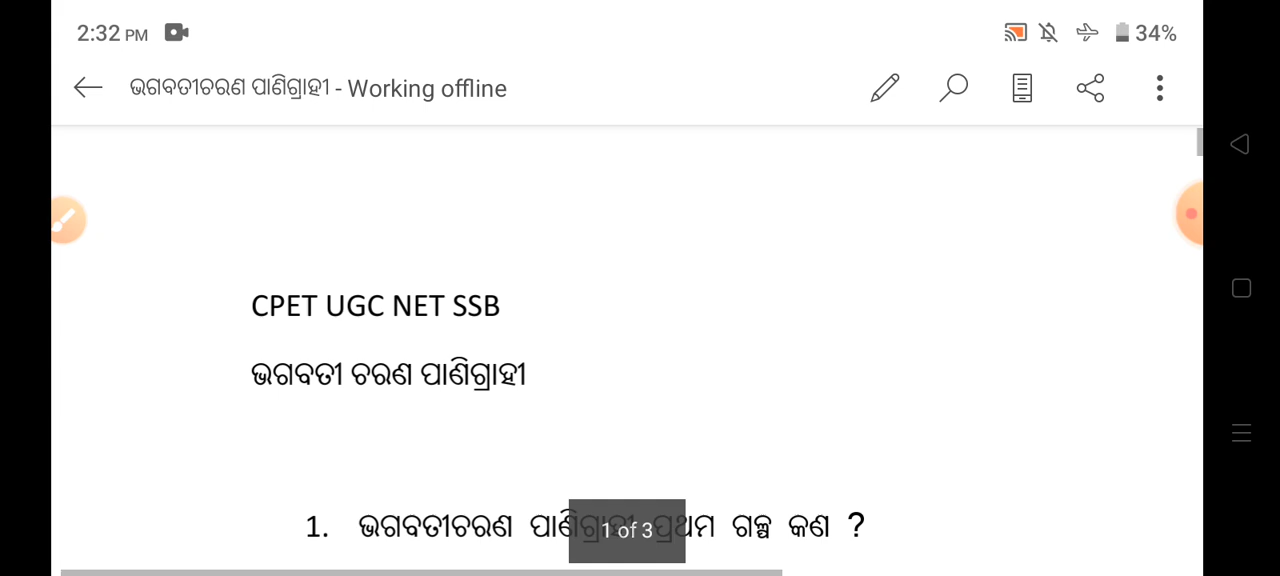 2:32 PM
34%
ଭଗବତୀଚରଣ ପାଣିଗ୍ରାହୀ - Working offline
CPET UGC NET SSB
ଭଗବତୀ ଚରଣ ପାଣିଗ୍ରାହୀ
1. ଭଗବତୀଚରଣ ପାଣିଗ୍ରାହୀ ପ୍ରଥମ ଗଳ୍ପ କଣ ?
1 of 3